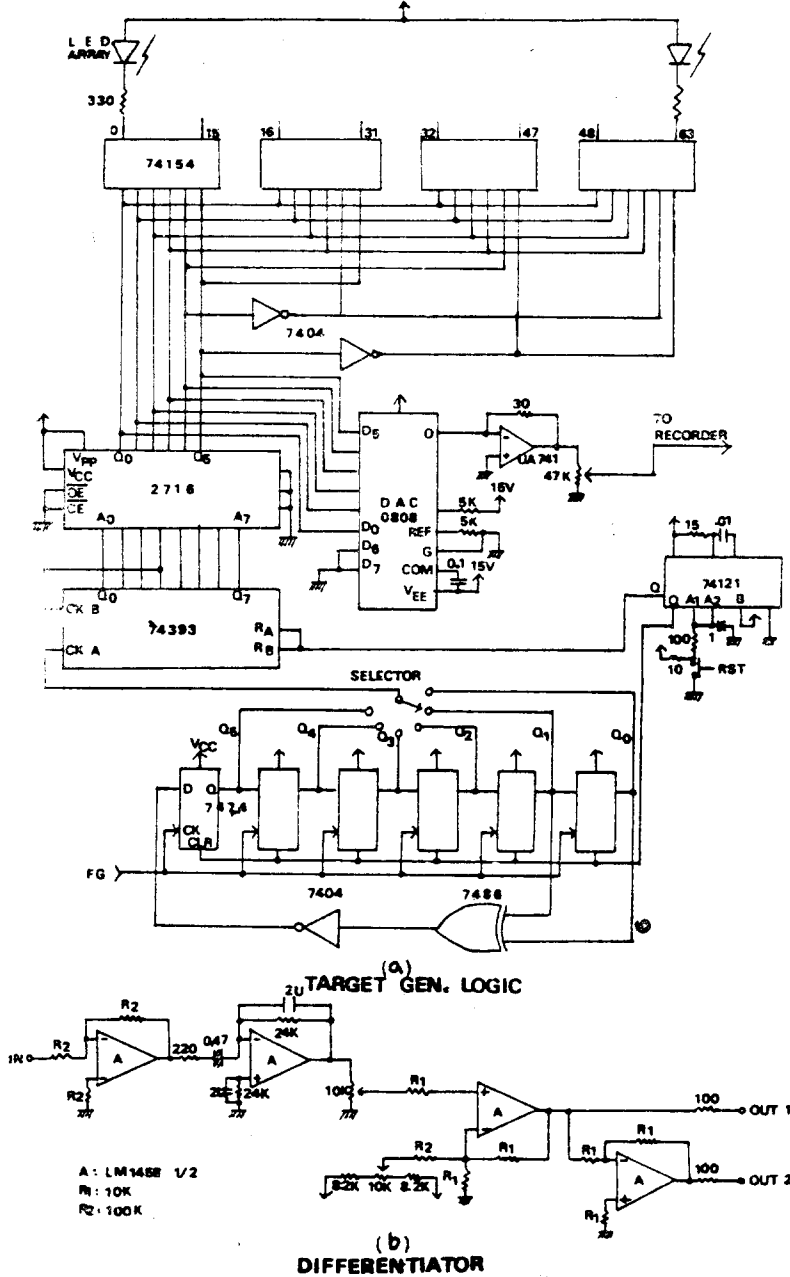 LED
ARRAY
330
0 15 16 31 32 47 48 63
74154
7404
30
TO
RECORDER
D5
O
UA741
47K
VPP Q0 Q5
VCC
OE
CE
2716
A0 A7
DAC
0808
15V
5K
5K
D0
REF
D6
G
D7
COM
0.1 15V
VEE
15 .01
74121
Q
Q A1 A2 B
100 1
10
RST
Q0 Q7
CK B
74393
RA
RB
CK A
SELECTOR
Q5 Q4 Q3 Q2 Q1 Q0
VCC
D Q
7474
CK
CLR
FG
7404
7486
(a)
TARGET GEN. LOGIC
2U
R2
24K
IN
R2
A
220
0.47
A
R2
2U
24K
10K
R1
A
100
OUT 1
R2
R1
R1
R1
8.2K 10K 8.2K
R1
A
100
OUT 2
R1
A: LM1458 1/2
R1: 10K
R2: 100K
(b)
DIFFERENTIATOR